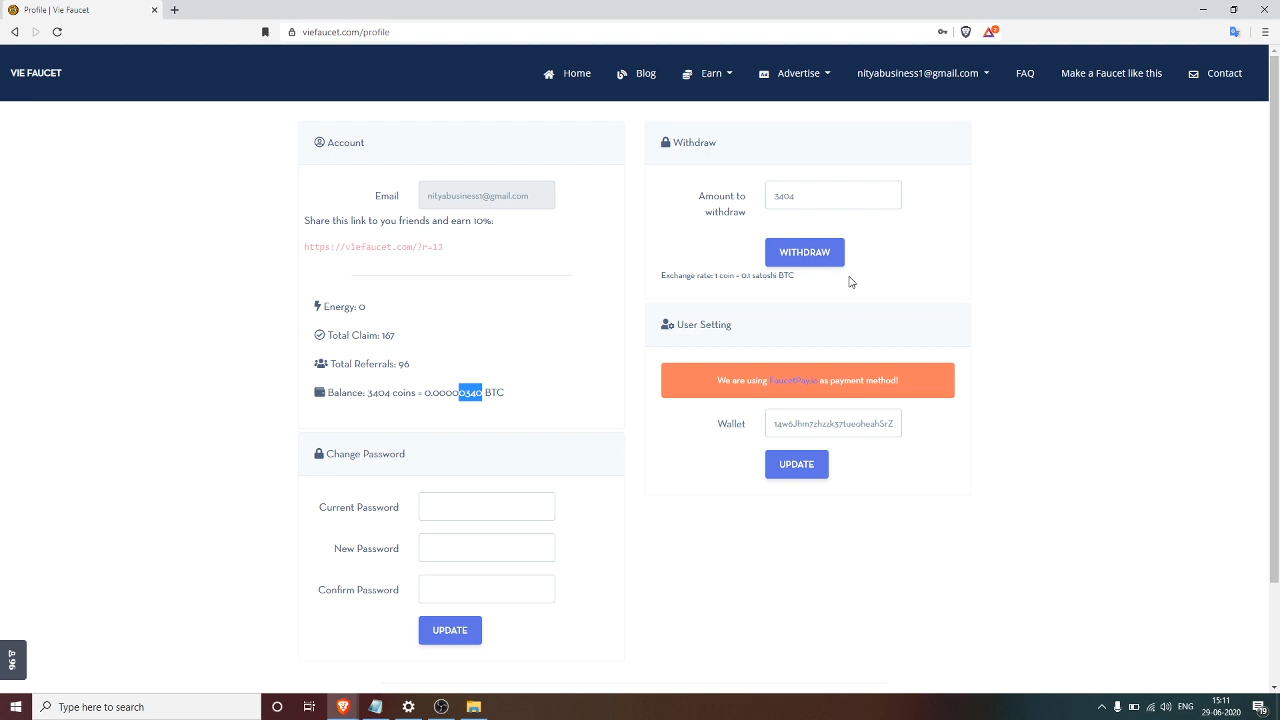 Profile | Vie Faucet
viefaucet.com/profile
2
VIE FAUCET
Home
Blog
Earn
Ad Advertise
nityabusiness1@gmail.com
FAQ
Make a Faucet like this
Contact
Account
Email
nityabusiness1@gmail.com
Share this link to you friends and earn 10%:
https://viefaucet.com/?r=13
Energy: 0
Total Claim: 167
Total Referrals: 96
Balance: 3404 coins = 0.00000340 BTC
Change Password
Current Password
New Password
Confirm Password
UPDATE
Withdraw
Amount to
withdraw
3404
WITHDRAW
Exchange rate: 1 coin = 0.1 satoshi BTC
User Setting
We are using FaucetPay.io as payment method!
Wallet
14w6Jhm7zhzzk37tueoheahSrZ
UPDATE
96
Type here to search
ENG
15:11
29-06-2020